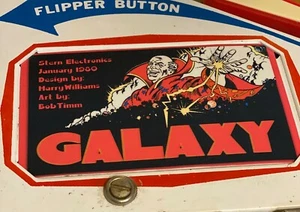 FLIPPER BUTTON
Stern Electronics
January 1980
Design by:
Harry Williams
Art by:
Bob Timm
GALAXY